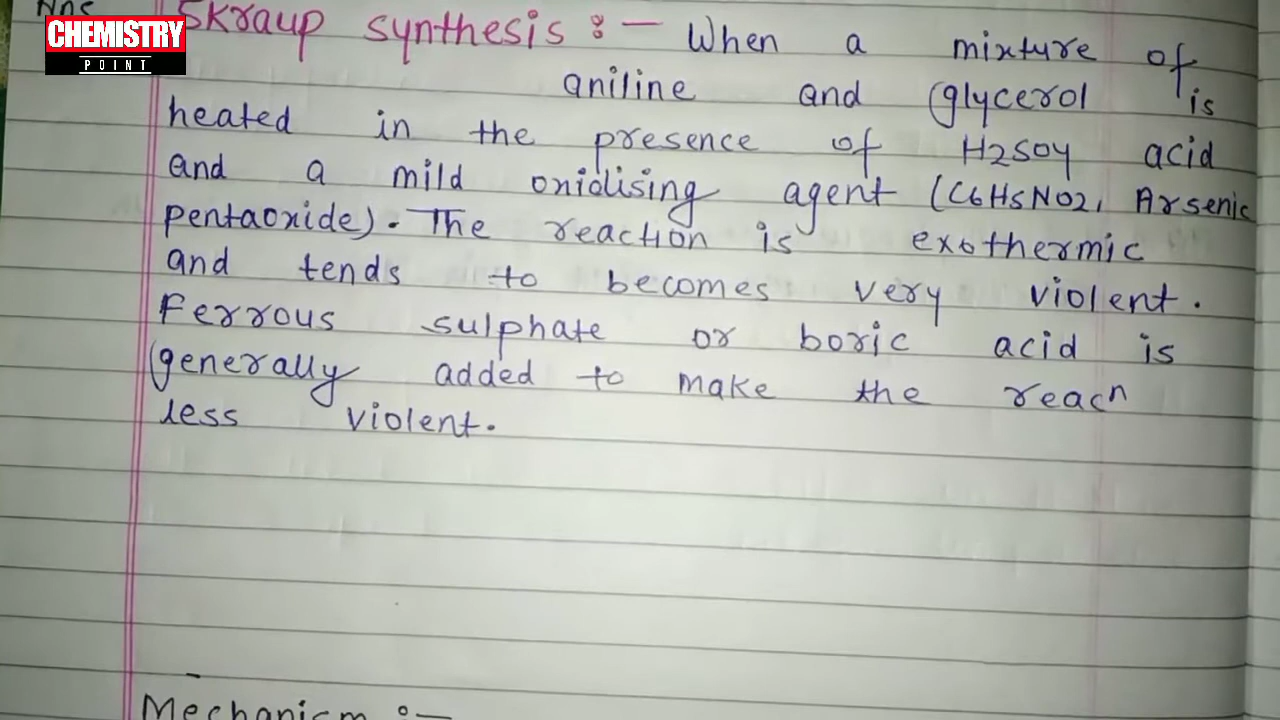 Ans
CHEMISTRY
POINT
Skraup synthesis :- When a mixture of
aniline and Glycerol is
heated in the presence of H2SO4 acid
and a mild oxidising agent (C6H5NO2, Arsenic
pentaoxide). The reaction is exothermic
and tends to becomes very violent.
Ferrous sulphate or boric acid is
Generally added to make the reacn
less violent.
Mechanism :-